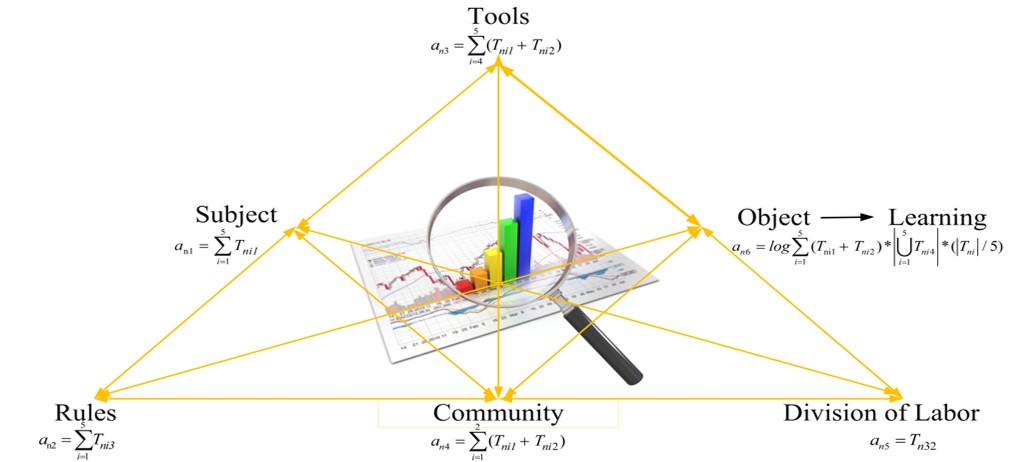 Tools
a_{n3} = \sum_{i=4}^{5} (T_{ni1} + T_{ni2})
Subject
a_{n1} = \sum_{i=1}^{5} T_{ni1}
Object → Learning
a_{n6} = log \sum_{i=1}^{5} (T_{ni1} + T_{ni2}) * |\bigcup_{i=1}^{5} T_{ni4}| * (|T_{ni}| / 5)
Rules
a_{n2} = \sum_{i=1}^{5} T_{ni3}
Community
a_{n4} = \sum_{i=1}^{2} (T_{ni1} + T_{ni2})
Division of Labor
a_{n5} = T_{n32}